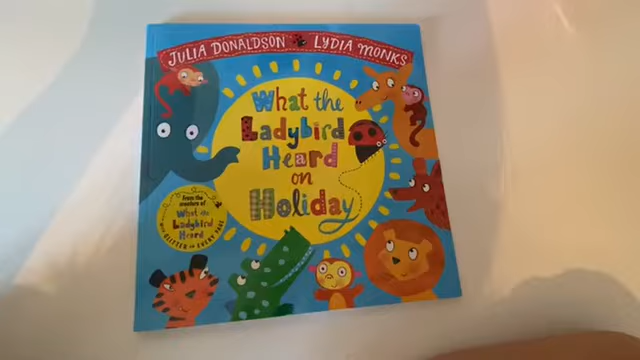 JULIA DONALDSON LYDIA MONKS
What the
Ladybird
Heard
on
Holiday
from the
creators of
What the
Ladybird
Heard
WITH GLITTER ON EVERY PAGE